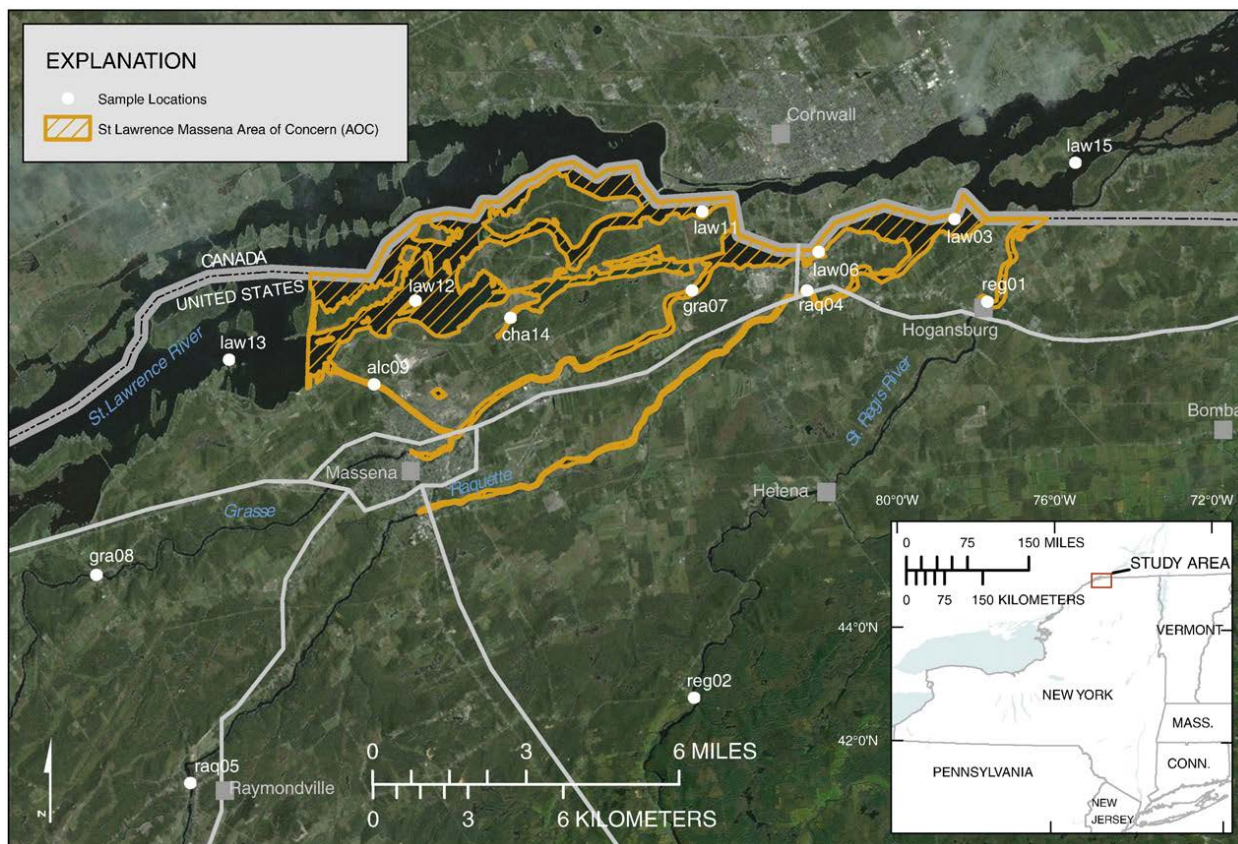 EXPLANATION
Sample Locations
St Lawrence Massena Area of Concern (AOC)
Cornwall
law15
law11
law03
CANADA
UNITED STATES
law06
law12
gra07
raq04
reg01
Hogansburg
cha14
law13
St.Lawrence River
alc09
St. Regis River
Bomba
Massena
Raquette
Helena
Grasse
gra08
reg02
raq05
Raymondville
0 3 6 MILES
0 3 6 KILOMETERS
N
80°0'W 76°0'W 72°0'W
0 75 150 MILES
0 75 150 KILOMETERS
STUDY AREA
44°0'N
VERMONT
NEW YORK
MASS.
42°0'N
CONN.
PENNSYLVANIA
NEW
JERSEY